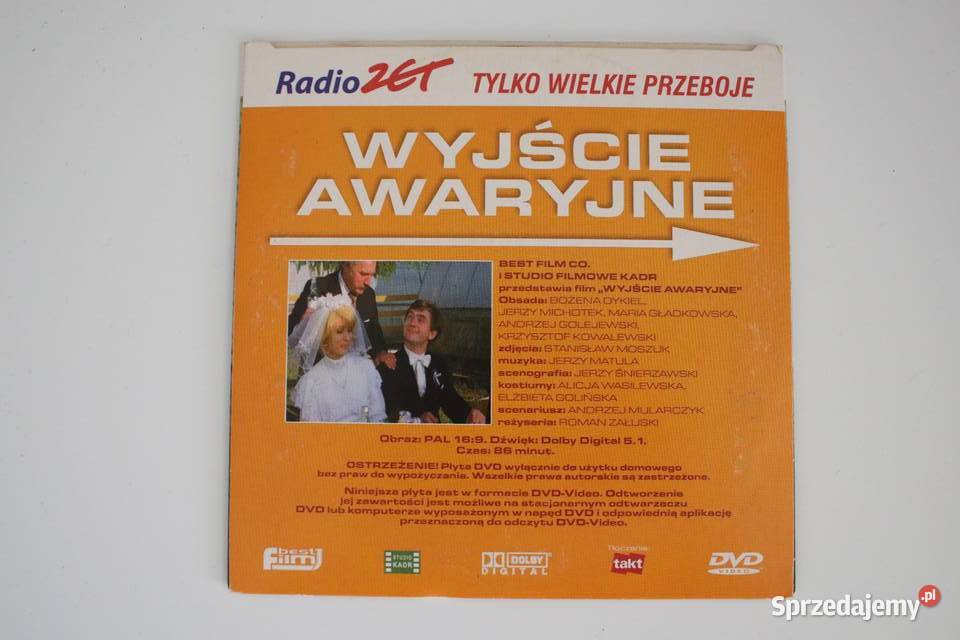 Radio ZET TYLKO WIELKIE PRZEBOJE
WYJŚCIE
AWARYJNE
BEST FILM CO.
i STUDIO FILMOWE KADR
przedstawia film „WYJŚCIE AWARYJNE"
Obsada: BOŻENA DYKIEL,
JERZY MICHOTEK, MARIA GŁADKOWSKA,
ANDRZEJ GOLEJEWSKI,
KRZYSZTOF KOWALEWSKI
zdjęcia: STANISŁAW MOSZUK
muzyka: JERZY MATULA
scenografia: JERZY ŚNIERZAWSKI
kostiumy: ALICJA WASILEWSKA,
ELŻBIETA GOLIŃSKA
scenariusz: ANDRZEJ MULARCZYK
reżyseria: ROMAN ZAŁUSKI
Obraz: PAL 16:9. Dźwięk: Dolby Digital 5.1.
Czas: 86 minut.
OSTRZEŻENIE! Płyta DVD wyłącznie do użytku domowego
bez praw do wypożyczania. Wszelkie prawa autorskie są zastrzeżone.
Niniejsza płyta jest w formacie DVD-Video. Odtworzenie
jej zawartości jest możliwe na stacjonarnym odtwarzaczu
DVD lub komputerze wyposażonym w napęd DVD i odpowiednią aplikację
przeznaczoną do odczytu DVD-Video.
best film
STUDIO KADR
DOLBY DIGITAL
Tłoczenie:
takt
DVD VIDEO
Sprzedajemy.pl